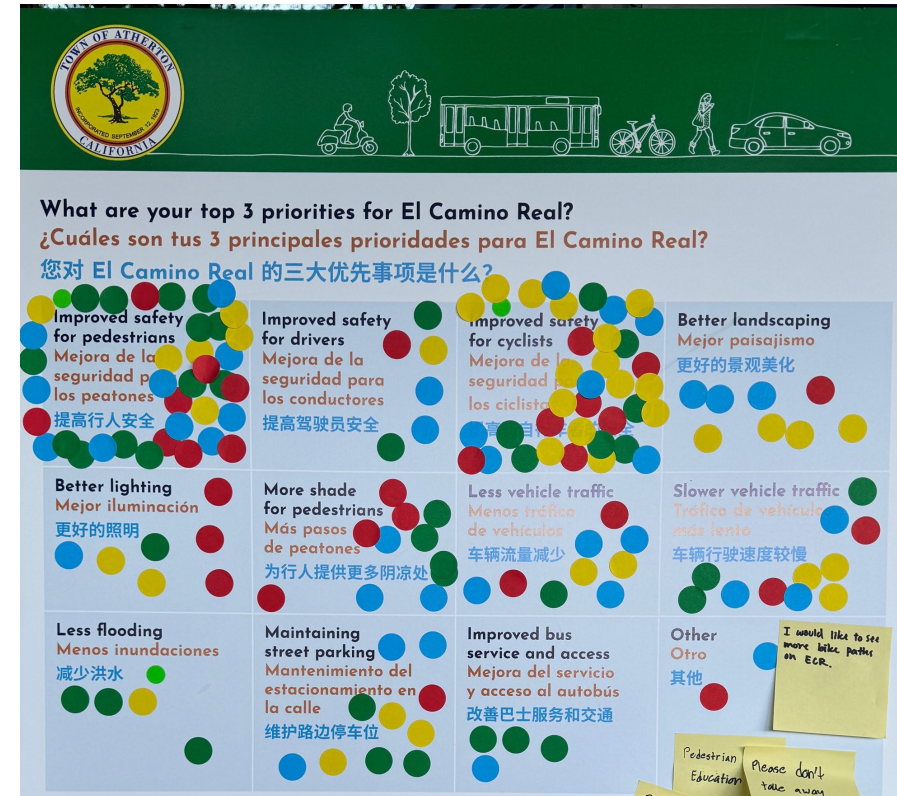 TOWN OF ATHERTON
INCORPORATED SEPTEMBER 12, 1923
CALIFORNIA
What are your top 3 priorities for El Camino Real?
¿Cuáles son tus 3 principales prioridades para El Camino Real?
您对 El Camino Real 的三大优先事项是什么?
Improved safety
for pedestrians
Mejora de la
seguridad
los peatones
提高行人安全
Improved safety
for drivers
Mejora de la
seguridad para
los conductores
提高驾驶员安全
Improved safety
for cyclists
Mejora de
seguridad
los ciclista
全
Better landscaping
Mejor paisajismo
更好的景观美化
Better lighting
Mejor iluminación
更好的照明
More shade
for pedestrians
Más pasos
de peatones
为行人提供更多阴凉处
Less vehicle traffic
Menos tráfico
de vehículos
车辆流量减少
Slower vehicle traffic
Tráfico de vehículo
más lento
车辆行驶速度较慢
Less flooding
Menos inundaciones
减少洪水
Maintaining
street parking
Mantenimiento del
estacionamiento en
la calle
维护路边停车位
Improved bus
service and access
Mejora del servicio
y acceso al autobús
改善巴士服务和交通
Other
Otro
其他
I would like to see
more bike paths
on ECR.
Pedestrian
Education
Please don't
take away